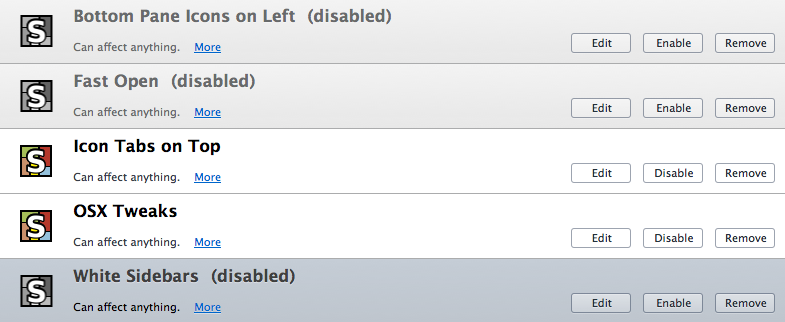 Bottom Pane Icons on Left (disabled)
Can affect anything. More Edit Enable Remove
Fast Open (disabled)
Can affect anything. More Edit Enable Remove
Icon Tabs on Top
Can affect anything. More Edit Disable Remove
OSX Tweaks
Can affect anything. More Edit Disable Remove
White Sidebars (disabled)
Can affect anything. More Edit Enable Remove